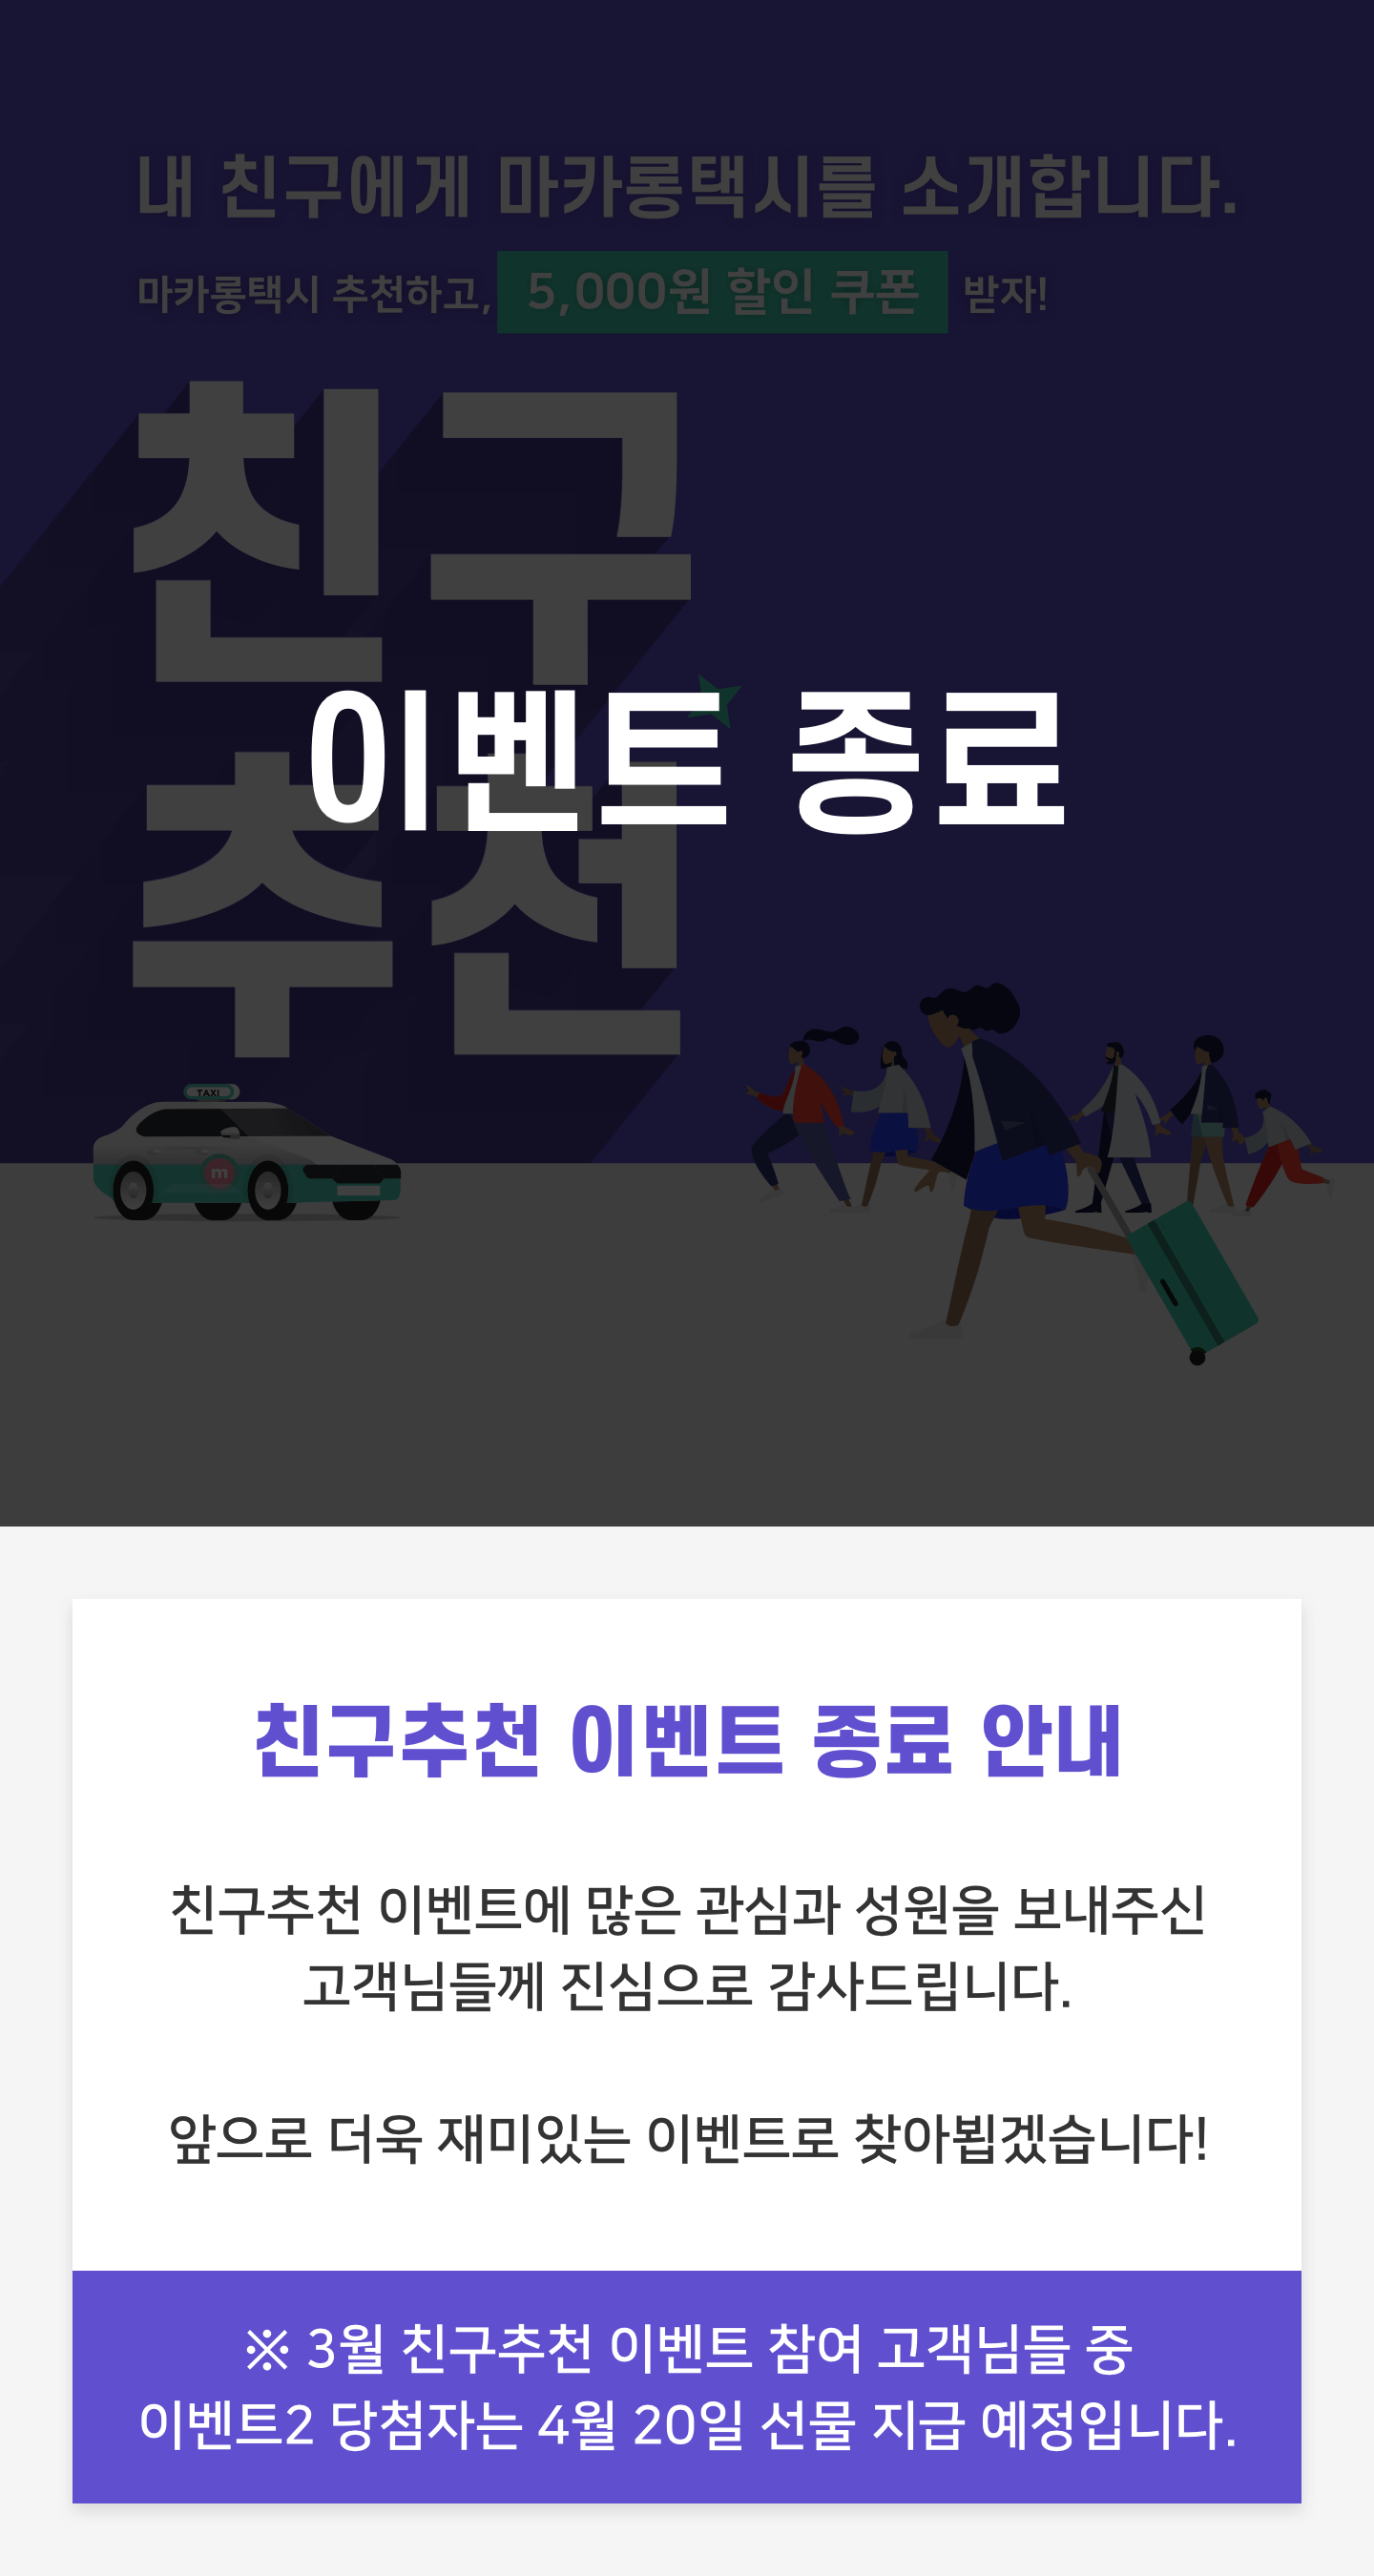 내 친구에게 마카롱택시를 소개합니다.
마카롱택시 추천하고, 5,000원 할인 쿠폰 받자!
친구
추천
이벤트 종료
TAXI
m
친구추천 이벤트 종료 안내
친구추천 이벤트에 많은 관심과 성원을 보내주신
고객님들께 진심으로 감사드립니다.
앞으로 더욱 재미있는 이벤트로 찾아뵙겠습니다!
※ 3월 친구추천 이벤트 참여 고객님들 중
이벤트2 당첨자는 4월 20일 선물 지급 예정입니다.